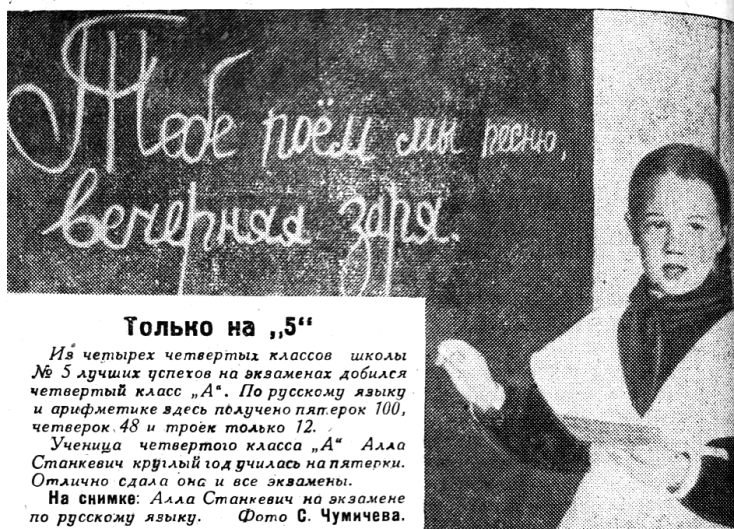 Тебе поём мы песню,
вечерняя заря.
Только на „5“
Из четырех четвертых классов школы
№ 5 лучших успехов на экзаменах добился
четвертый класс „А“. По русскому языку
и арифметике здесь получено пятерок 100,
четверок 48 и троек только 12.
Ученица четвертого класса „А“ Алла
Станкевич круглый год училась на пятерки.
Отлично сдала она и все экзамены.
На снимке: Алла Станкевич на экзамене
по русскому языку. Фото С. Чумичева.